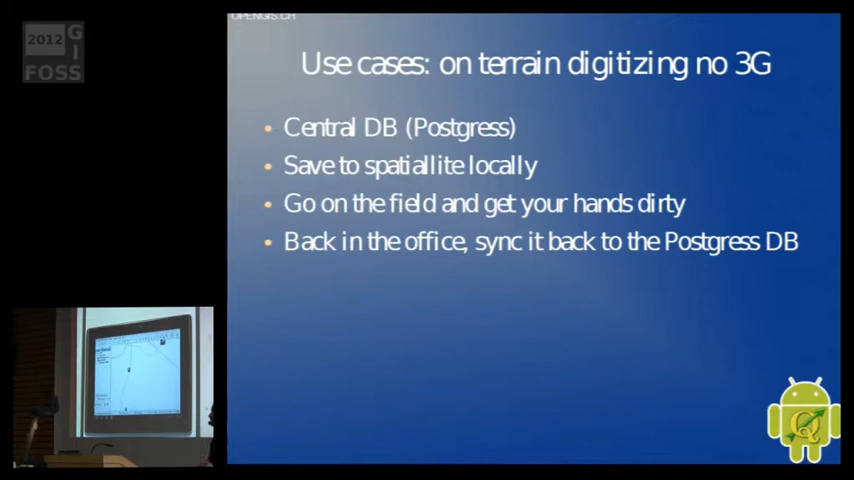 OPENGIS.CH
2012
GI
FOSS
Use cases: on terrain digitizing no 3G
• Central DB (Postgress)
• Save to spatiallite locally
• Go on the field and get your hands dirty
• Back in the office, sync it back to the Postgress DB